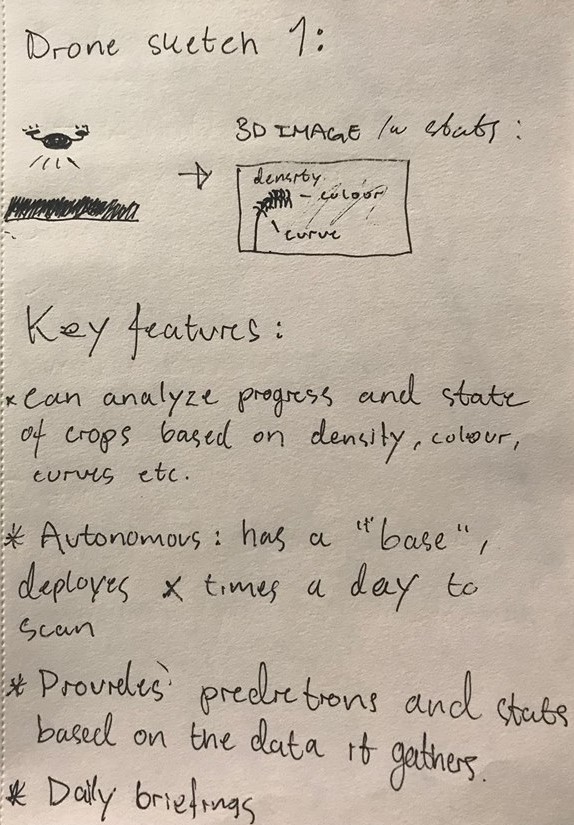 Drone sketch 1:
3D IMAGE /w stats:
density
- colour
curve
Key features:
* can analyze progress and state
of crops based on density, colour,
curves etc.
* Autonomous: has a "base",
deployes x times a day to
scan
* Provides predictions and stats
based on the data it gathers.
* Daily briefings